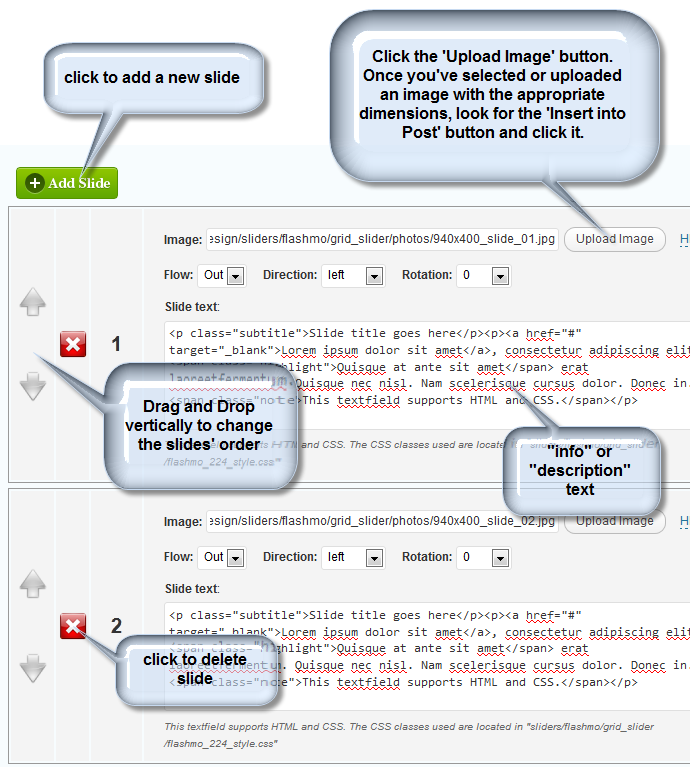 click to add a new slide
Click the 'Upload Image' button.
Once you've selected or uploaded
an image with the appropriate
dimensions, look for the 'Insert into
Post' button and click it.
Add Slide
Image: esign/sliders/flashmo/grid_slider/photos/940x400_slide_01.jpg Upload Image
Flow: Out Direction: left Rotation: 0
Slide text:
1
<p class="subtitle">Slide title goes here</p><p><a href="#"
target="_blank">Lorem ipsum dolor sit amet</a>, consectetur adipiscing elit
<span class="highlight">Quisque at ante sit amet</span> erat
laoreetfermentum. Quisque nec nisl. Nam scelerisque cursus dolor. Donec in.
<span class="note">This textfield supports HTML and CSS.</span></p>
Drag and Drop
vertically to change
the slides' order
HTML and CSS. The CSS classes used are located
/flashmo_224_style.css"
"info" or
"description"
text
Image: esign/sliders/flashmo/grid_slider/photos/940x400_slide_02.jpg Upload Image
Flow: Out Direction: left Rotation: 0
Slide text:
2
<p class="subtitle">Slide title goes here</p><p><a href="#"
target="_blank">Lorem ipsum dolor sit amet</a>, consectetur adipiscing elit
<span class="highlight">Quisque at ante sit amet</span> erat
laoreetfermentum. Quisque nec nisl. Nam scelerisque cursus dolor. Donec in.
<span class="note">This textfield supports HTML and CSS.</span></p>
click to delete
slide
This textfield supports HTML and CSS. The CSS classes used are located in "sliders/flashmo/grid_slider
/flashmo_224_style.css"